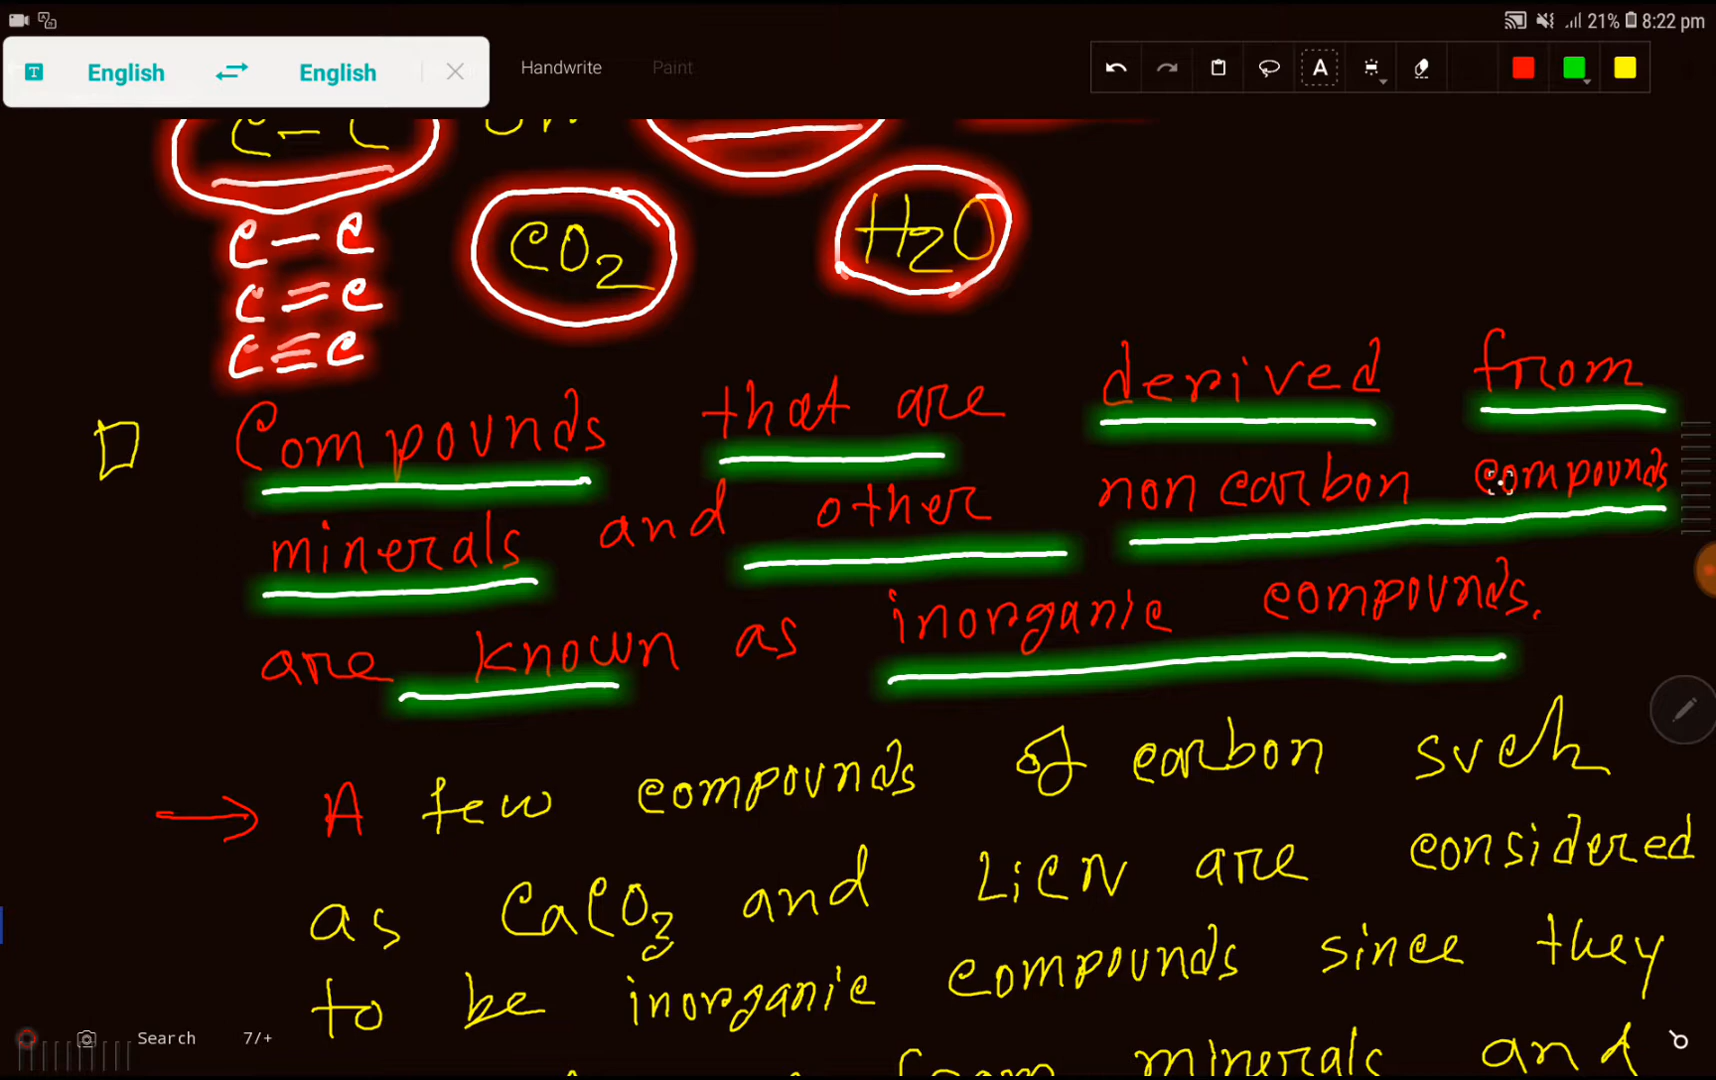 21% 8:22 pm
English English Handwrite Paint A
C - C
C - C CO2 H2O
C = C
C ≡ C
Compounds that are derived from
minerals and other non carbon compounds
are known as inorganic compounds.
→ A few compounds of carbon such
as CaCO3 and LiCN are considered
to be inorganic compounds since they
from minerals and
Search 7/+